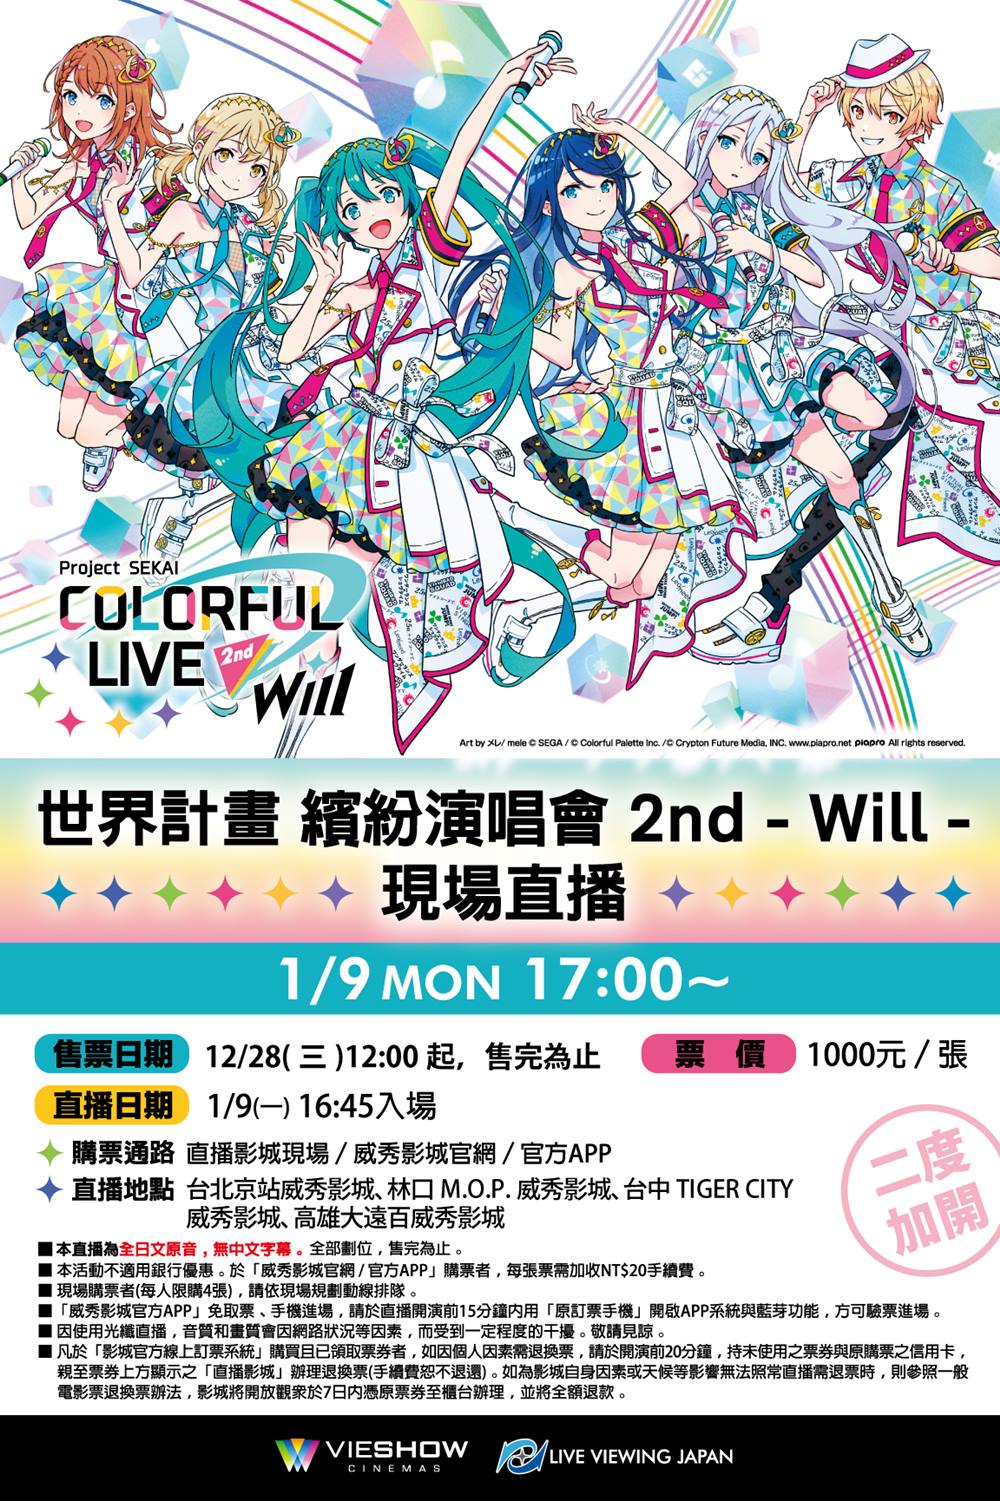 Project SEKAI
COLORFUL
LIVE 2nd
Will
Art by メレ/ mele © SEGA / © Colorful Palette Inc. /© Crypton Future Media, INC. www.piapro.net piapro All rights reserved.
世界計畫 繽紛演唱會 2nd - Will -
現場直播
1/9 MON 17:00~
售票日期 12/28( 三 )12:00 起, 售完為止 票 價 1000元 / 張
直播日期 1/9(一) 16:45入場
購票通路 直播影城現場 / 威秀影城官網 / 官方APP
直播地點 台北京站威秀影城、林口 M.O.P. 威秀影城、台中 TIGER CITY
威秀影城、高雄大遠百威秀影城
二度
加開
■ 本直播為全日文原音，無中文字幕。全部劃位，售完為止。
■ 本活動不適用銀行優惠。於「威秀影城官網 / 官方APP」購票者，每張票需加收NT$20手續費。
■ 現場購票者(每人限購4張)，請依現場規劃動線排隊。
■「威秀影城官方APP」免取票、手機進場，請於直播開演前15分鐘內用「原訂票手機」開啟APP系統與藍芽功能，方可驗票進場。
■ 因使用光纖直播，音質和畫質會因網路狀況等因素，而受到一定程度的干擾。敬請見諒。
■ 凡於「影城官方線上訂票系統」購買且已領取票券者，如因個人因素需退換票，請於開演前20分鐘，持未使用之票券與原購票之信用卡，
親至票券上方顯示之「直播影城」辦理退換票(手續費恕不退還)。如為影城自身因素或天候等影響無法照常直播需退票時，則參照一般
電影票退換票辦法，影城將開放觀眾於7日內憑原票券至櫃台辦理，並將全額退款。
VIESHOW
CINEMAS
LIVE VIEWING JAPAN